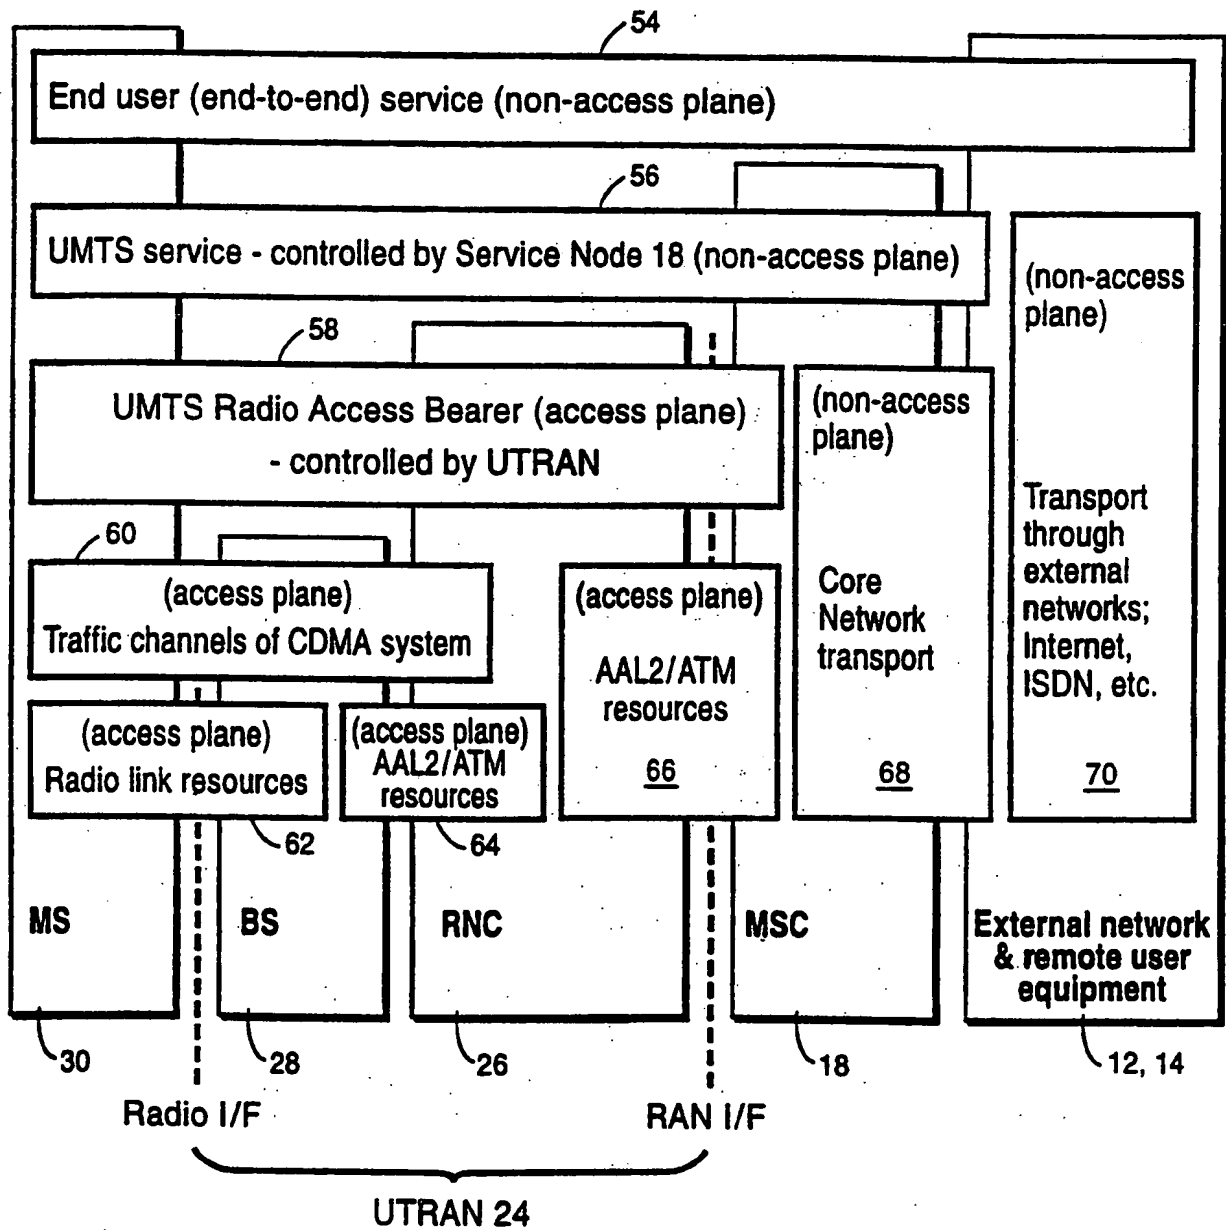 54
End user (end-to-end) service (non-access plane)
56
UMTS service - controlled by Service Node 18 (non-access plane)
(non-access
plane)
Transport
through
external
networks;
Internet,
ISDN, etc.
70
58
UMTS Radio Access Bearer (access plane)
- controlled by UTRAN
(non-access
plane)
Core
Network
transport
68
60
(access plane)
Traffic channels of CDMA system
(access plane)
AAL2/ATM
resources
66
(access plane)
Radio link resources
62
(access plane)
AAL2/ATM
resources
64
MS
BS
RNC
MSC
External network
& remote user
equipment
30
28
26
18
12, 14
Radio I/F
RAN I/F
UTRAN 24